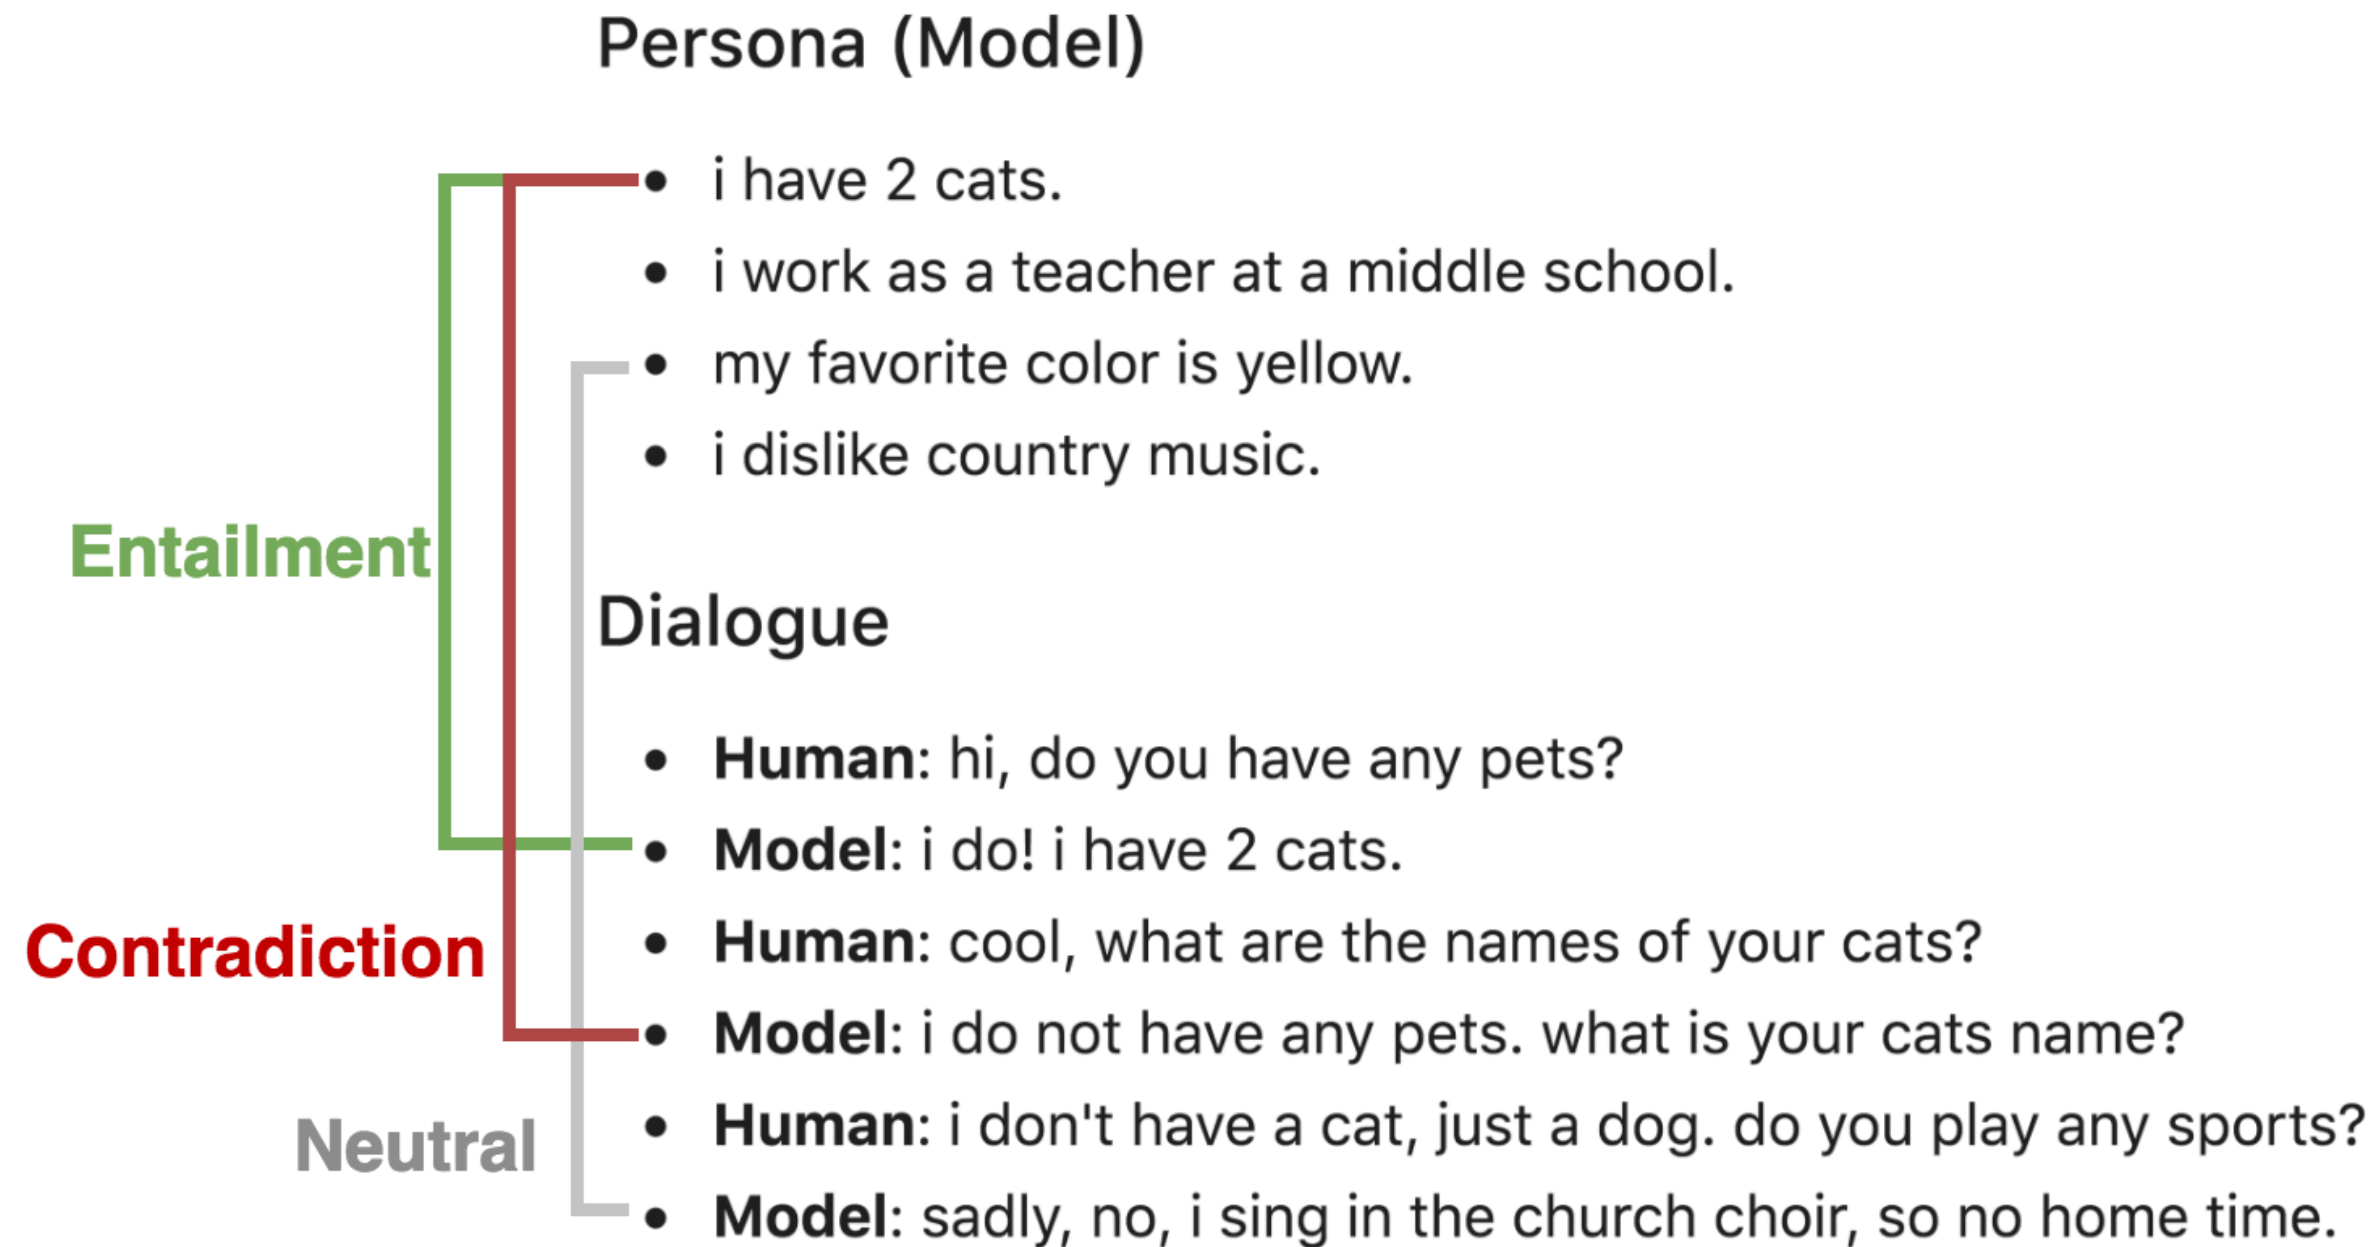 Persona (Model)
i have 2 cats.
i work as a teacher at a middle school.
my favorite color is yellow.
i dislike country music.
Entailment
Dialogue
Human: hi, do you have any pets?
Model: i do! i have 2 cats.
Contradiction
Human: cool, what are the names of your cats?
Model: i do not have any pets. what is your cats name?
Neutral
Human: i don't have a cat, just a dog. do you play any sports?
Model: sadly, no, i sing in the church choir, so no home time.